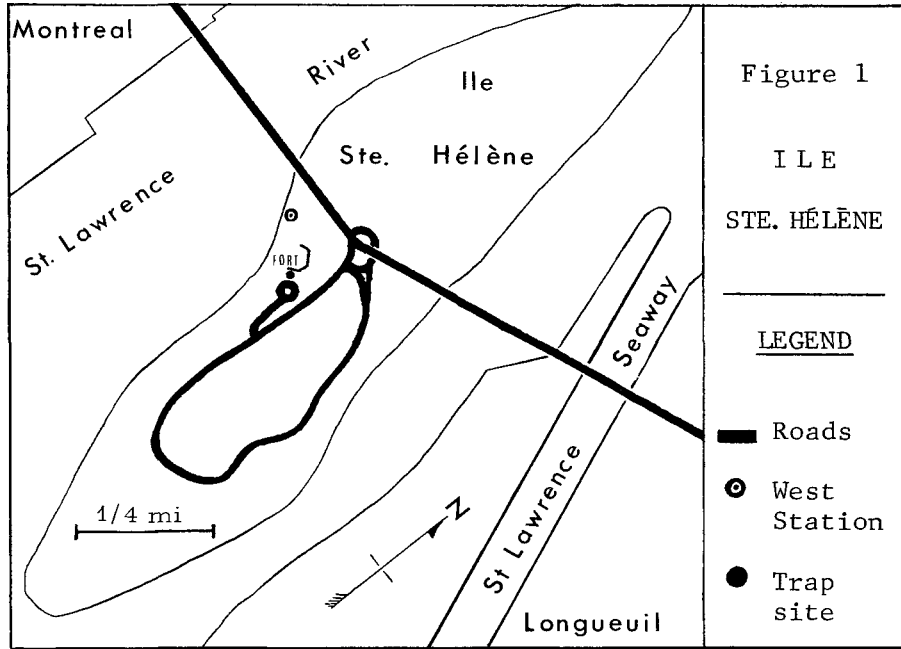 Montreal
River
Ile
Ste. Hélène
St. Lawrence
FORT
Seaway
St Lawrence
1/4 mi
N
Longueuil
Figure 1
ILE
STE. HÉLÈNE
LEGEND
Roads
West
Station
Trap
site